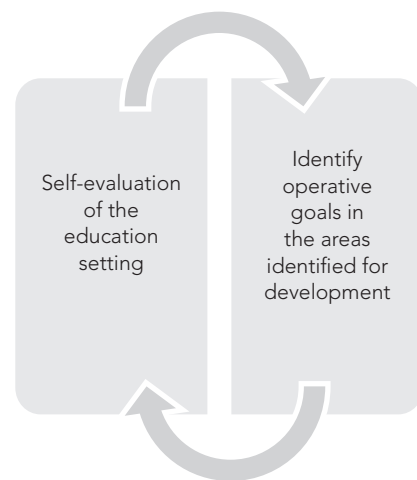 Self-evaluation
of the
education
setting
Identify
operative
goals in
the areas
identified for
development